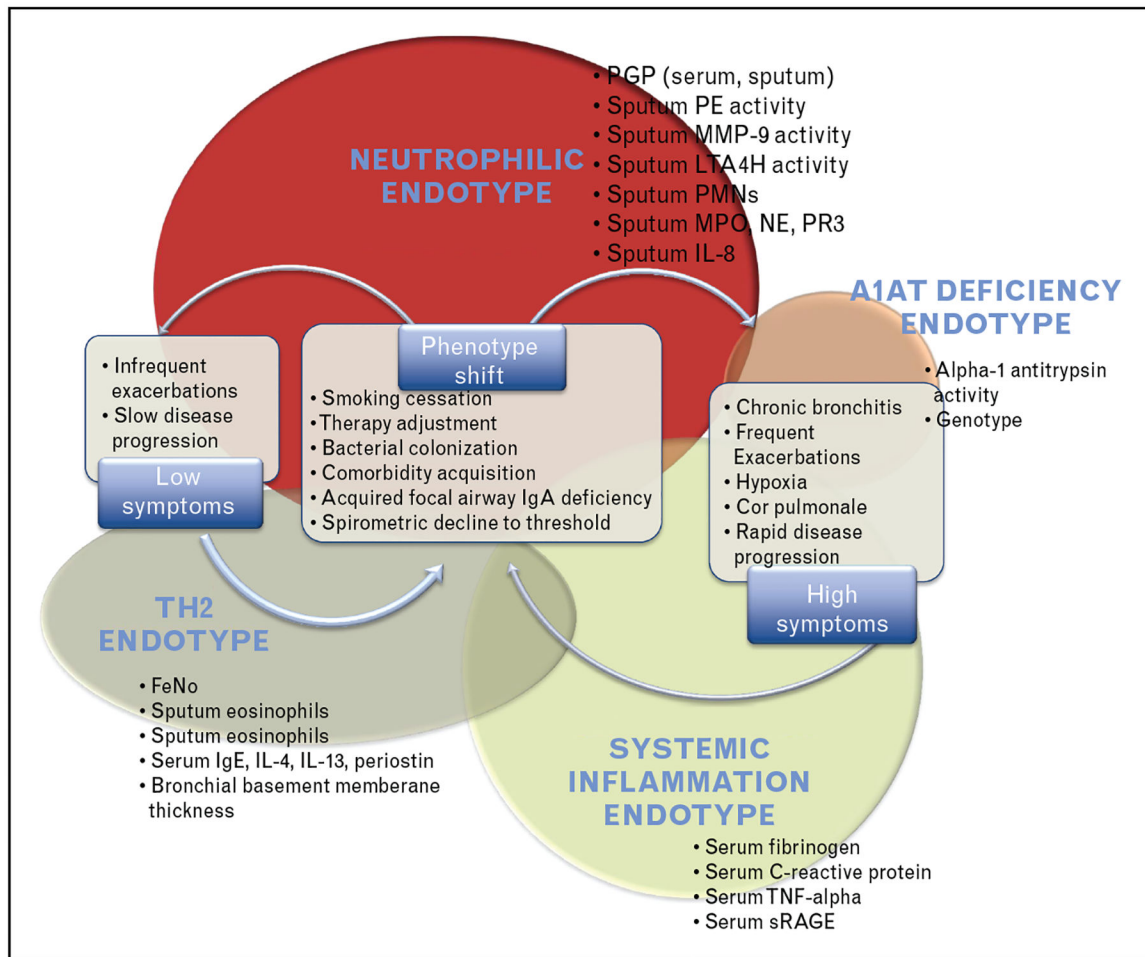 • PGP (serum, sputum)
• Sputum PE activity
• Sputum MMP-9 activity
• Sputum LTA4H activity
• Sputum PMNs
• Sputum MPO, NE, PR3
• Sputum IL-8
NEUTROPHILIC
ENDOTYPE
A1AT DEFICIENCY
ENDOTYPE
• Alpha-1 antitrypsin
activity
• Genotype
• Infrequent
exacerbations
• Slow disease
progression
Low
symptoms
Phenotype
shift
• Smoking cessation
• Therapy adjustment
• Bacterial colonization
• Comorbidity acquisition
• Acquired focal airway IgA deficiency
• Spirometric decline to threshold
• Chronic bronchitis
• Frequent
Exacerbations
• Hypoxia
• Cor pulmonale
• Rapid disease
progression
High
symptoms
TH2
ENDOTYPE
• FeNo
• Sputum eosinophils
• Sputum eosinophils
• Serum IgE, IL-4, IL-13, periostin
• Bronchial basement memberane
thickness
SYSTEMIC
INFLAMMATION
ENDOTYPE
• Serum fibrinogen
• Serum C-reactive protein
• Serum TNF-alpha
• Serum sRAGE